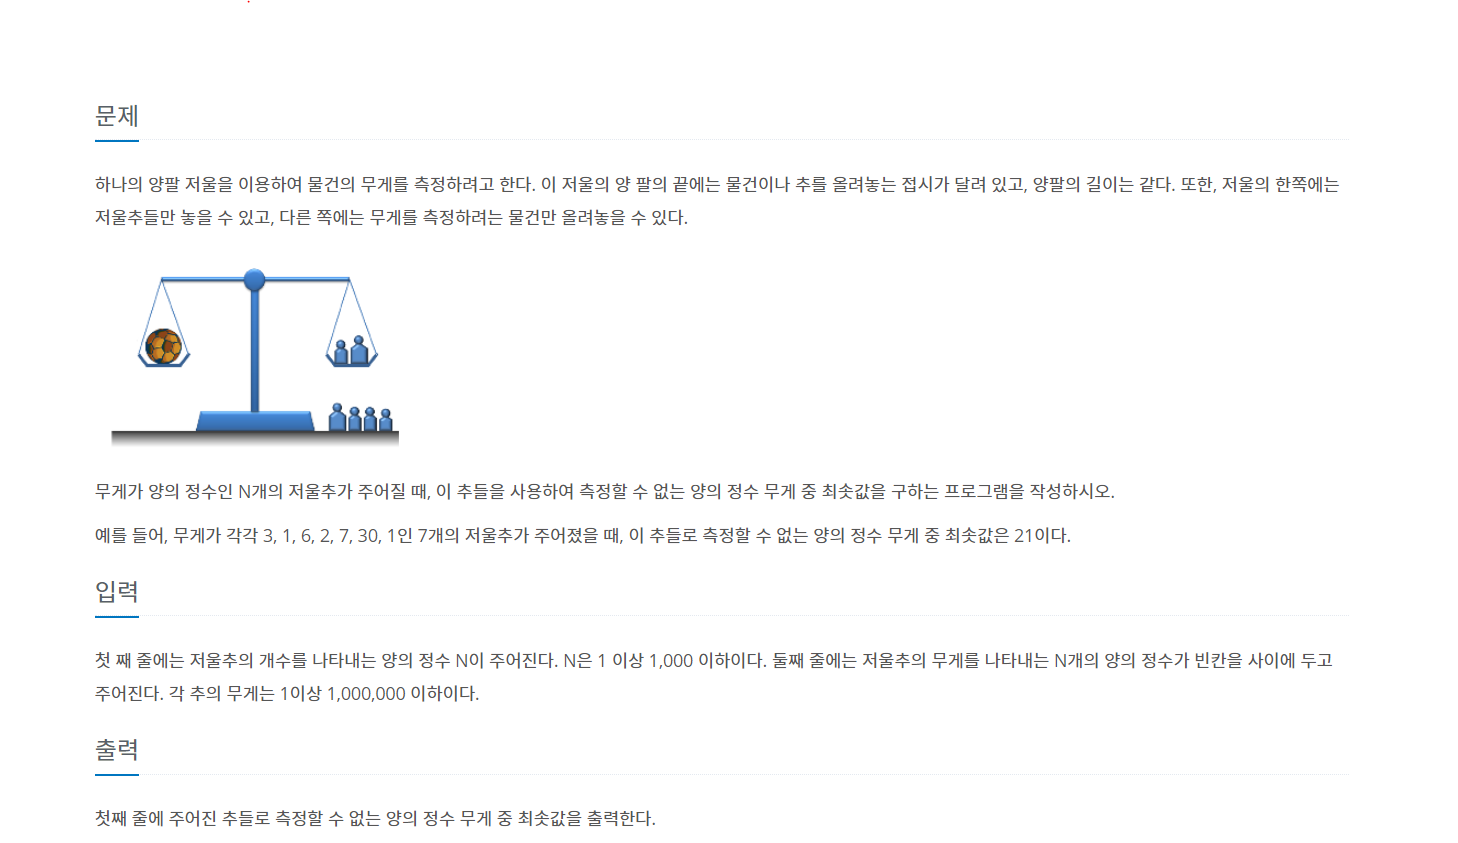 문제
하나의 양팔 저울을 이용하여 물건의 무게를 측정하려고 한다. 이 저울의 양 팔의 끝에는 물건이나 추를 올려놓는 접시가 달려 있고, 양팔의 길이는 같다. 또한, 저울의 한쪽에는
저울추들만 놓을 수 있고, 다른 쪽에는 무게를 측정하려는 물건만 올려놓을 수 있다.
무게가 양의 정수인 N개의 저울추가 주어질 때, 이 추들을 사용하여 측정할 수 없는 양의 정수 무게 중 최솟값을 구하는 프로그램을 작성하시오.
예를 들어, 무게가 각각 3, 1, 6, 2, 7, 30, 1인 7개의 저울추가 주어졌을 때, 이 추들로 측정할 수 없는 양의 정수 무게 중 최솟값은 21이다.
입력
첫 째 줄에는 저울추의 개수를 나타내는 양의 정수 N이 주어진다. N은 1 이상 1,000 이하이다. 둘째 줄에는 저울추의 무게를 나타내는 N개의 양의 정수가 빈칸을 사이에 두고
주어진다. 각 추의 무게는 1이상 1,000,000 이하이다.
출력
첫째 줄에 주어진 추들로 측정할 수 없는 양의 정수 무게 중 최솟값을 출력한다.